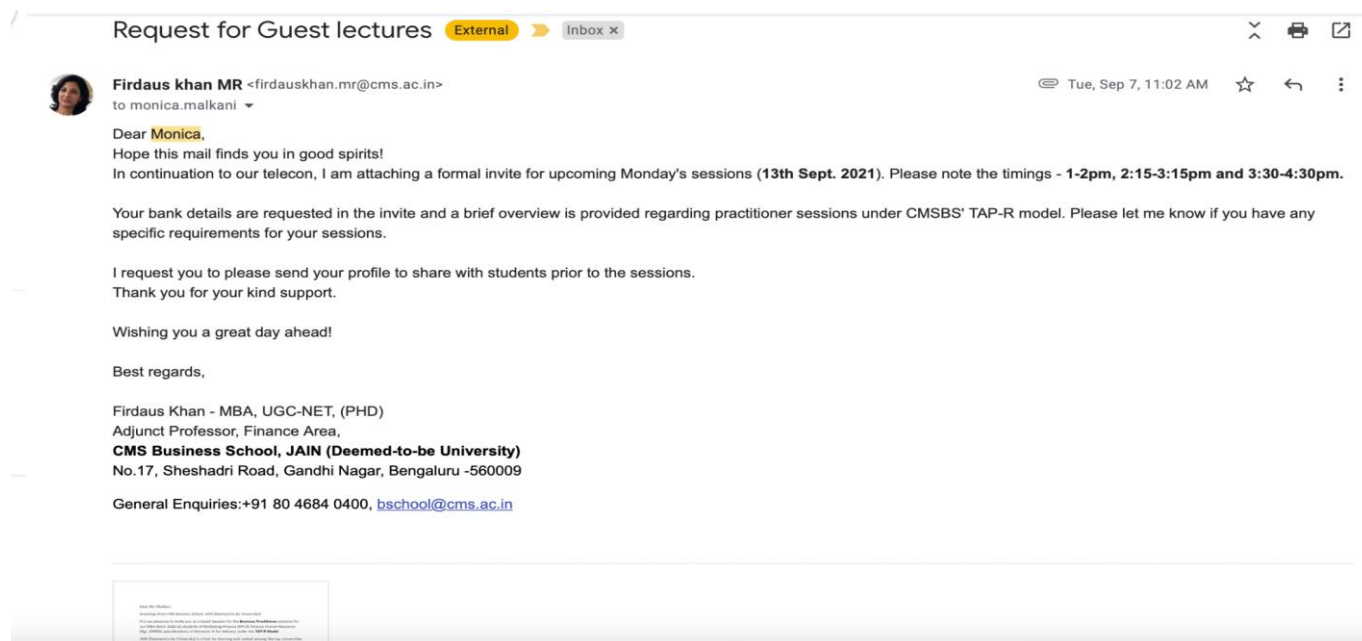 Request for Guest lectures External Inbox ×
Firdaus khan MR <firdauskhan.mr@cms.ac.in> Tue, Sep 7, 11:02 AM
to monica.malkani
Dear Monica,
Hope this mail finds you in good spirits!
In continuation to our telecon, I am attaching a formal invite for upcoming Monday's sessions (13th Sept. 2021). Please note the timings - 1-2pm, 2:15-3:15pm and 3:30-4:30pm.
Your bank details are requested in the invite and a brief overview is provided regarding practitioner sessions under CMSBS' TAP-R model. Please let me know if you have any
specific requirements for your sessions.
I request you to please send your profile to share with students prior to the sessions.
Thank you for your kind support.
Wishing you a great day ahead!
Best regards,
Firdaus Khan - MBA, UGC-NET, (PHD)
Adjunct Professor, Finance Area,
CMS Business School, JAIN (Deemed-to-be University)
No.17, Sheshadri Road, Gandhi Nagar, Bengaluru -560009
General Enquiries:+91 80 4684 0400, bschool@cms.ac.in